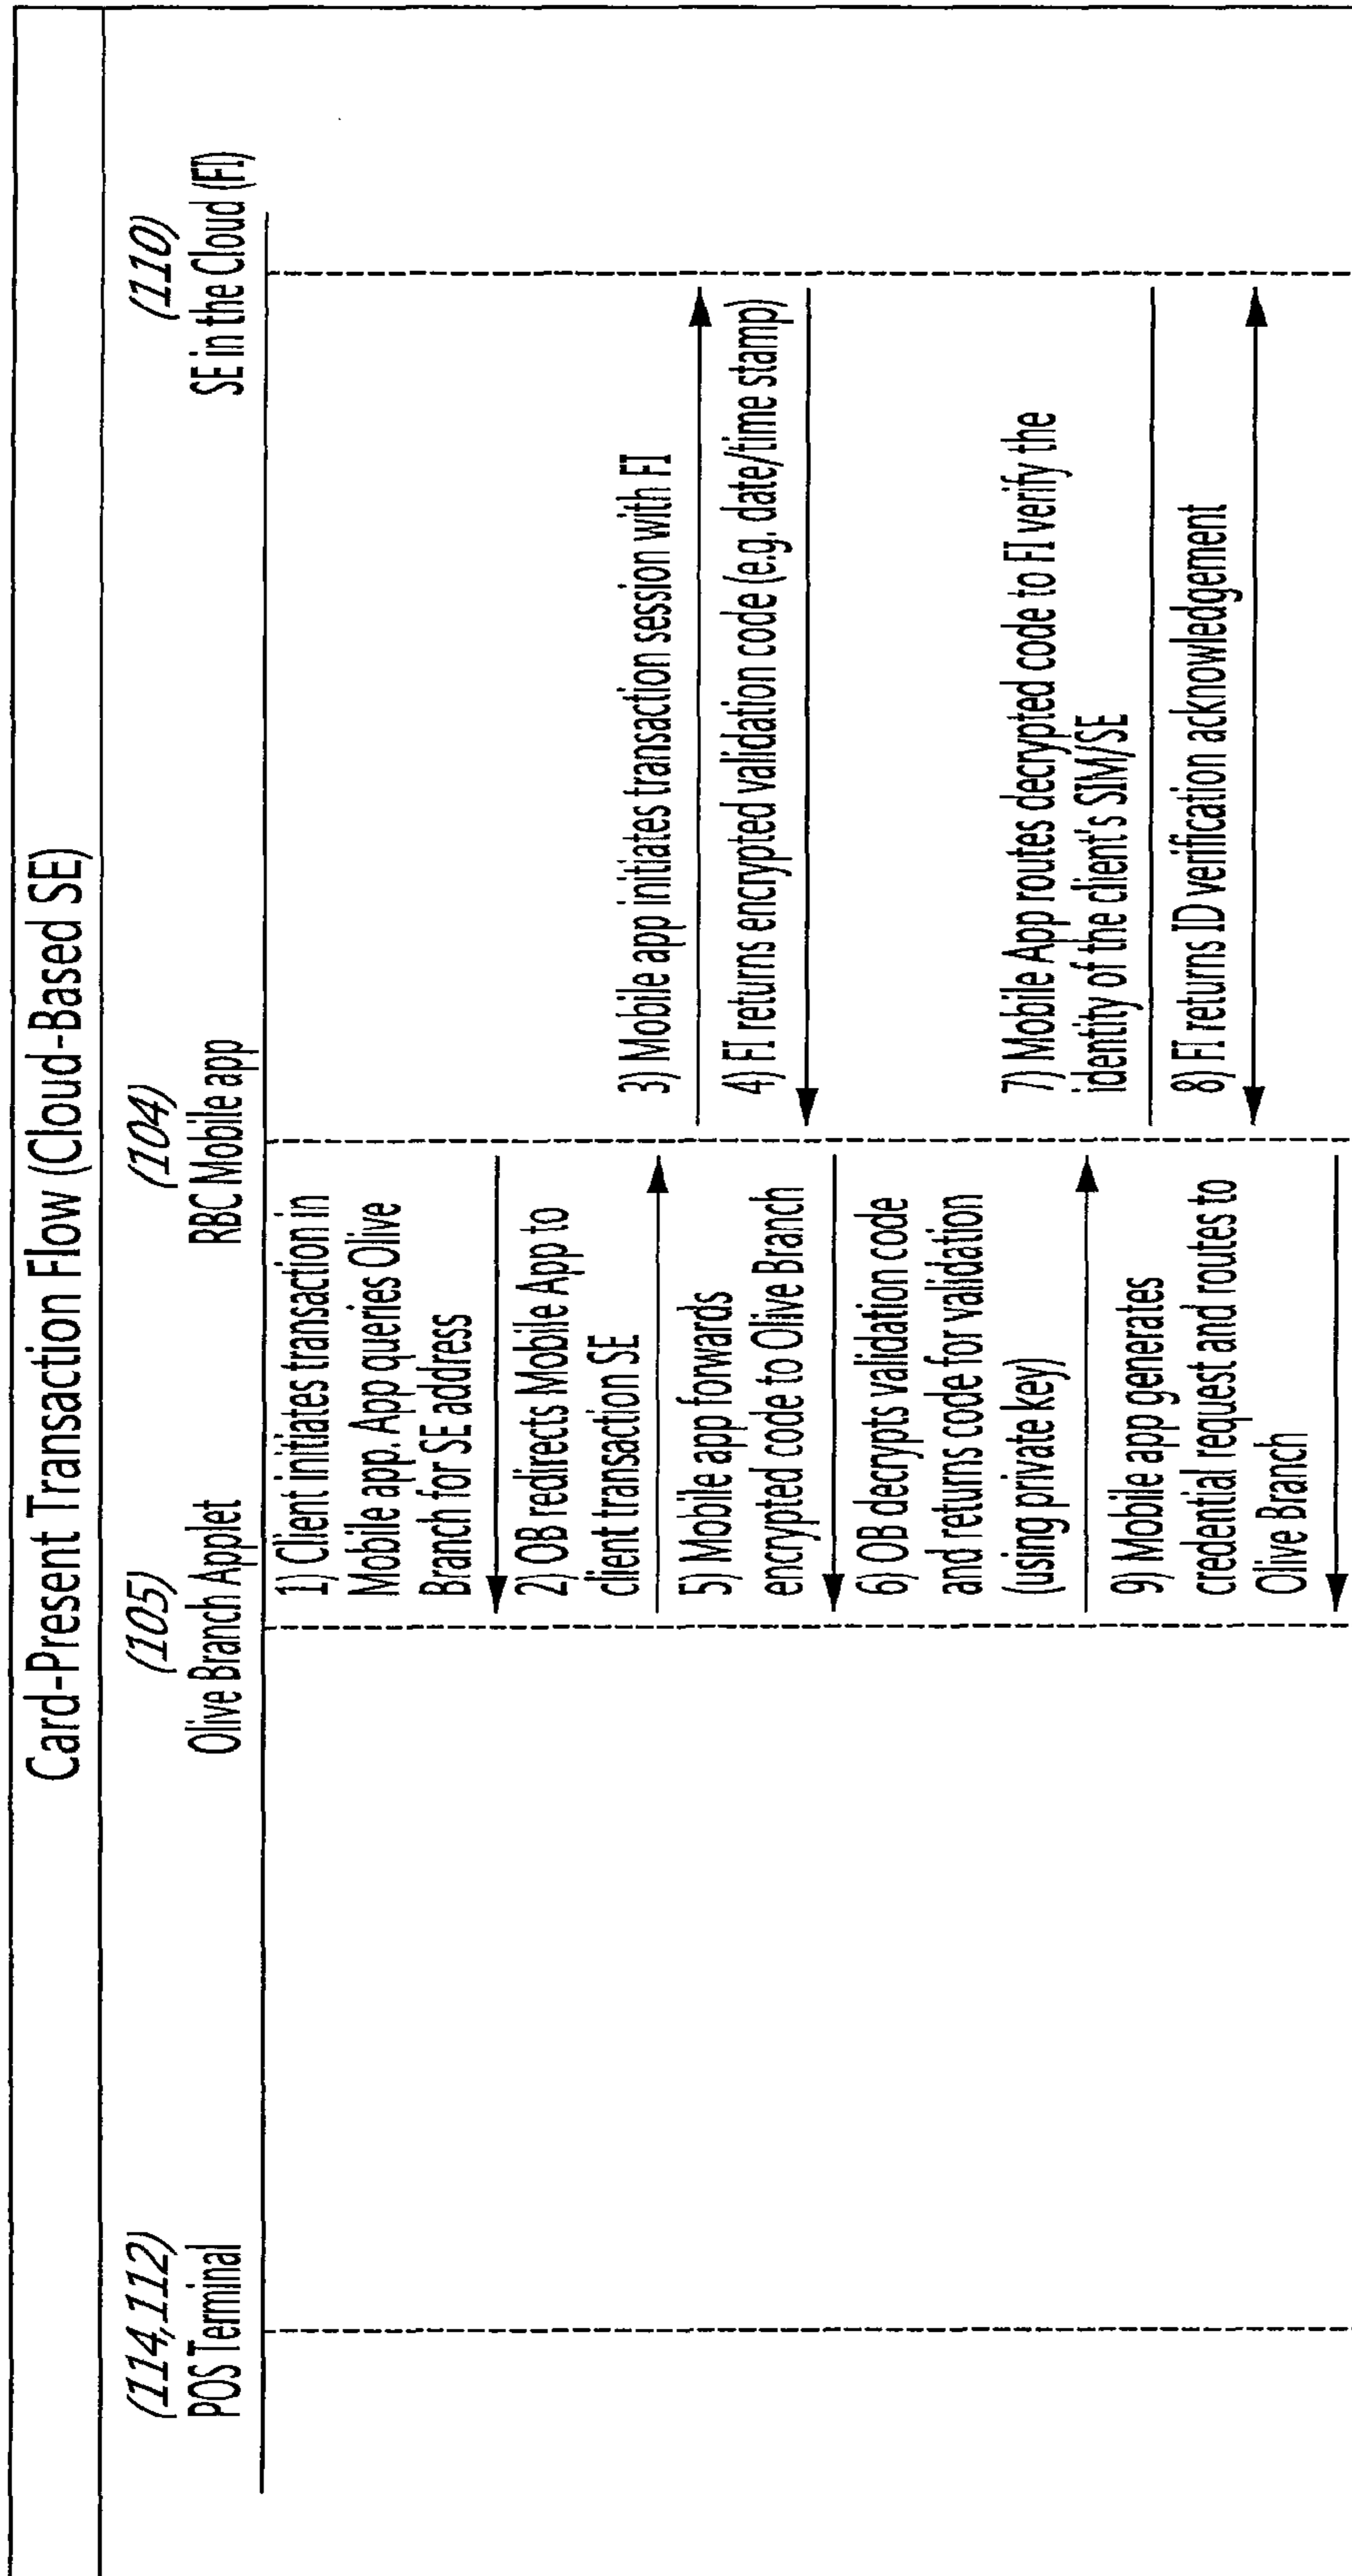 Card-Present Transaction Flow (Cloud-Based SE)
(114,112)
POS Terminal
(105)
Olive Branch Applet
(104)
RBC Mobile app
(110)
SE in the Cloud (FI)
1) Client initiates transaction in
Mobile app. App queries Olive
Branch for SE address
2) OB redirects Mobile App to
client transaction SE
3) Mobile app initiates transaction session with FI
4) FI returns encrypted validation code (e.g. date/time stamp)
5) Mobile app forwards
encrypted code to Olive Branch
6) OB decrypts validation code
and returns code for validation
(using private key)
7) Mobile App routes decrypted code to FI verify the
identity of the client's SIM/SE
8) FI returns ID verification acknowledgement
9) Mobile app generates
credential request and routes to
Olive Branch